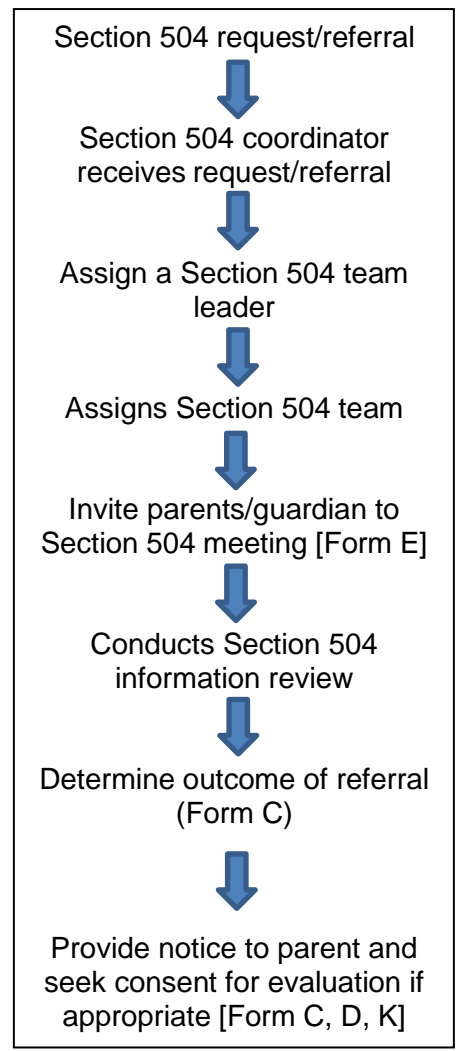 Section 504 request/referral
Section 504 coordinator
receives request/referral
Assign a Section 504 team
leader
Assigns Section 504 team
Invite parents/guardian to
Section 504 meeting [Form E]
Conducts Section 504
information review
Determine outcome of referral
(Form C)
Provide notice to parent and
seek consent for evaluation if
appropriate [Form C, D, K]